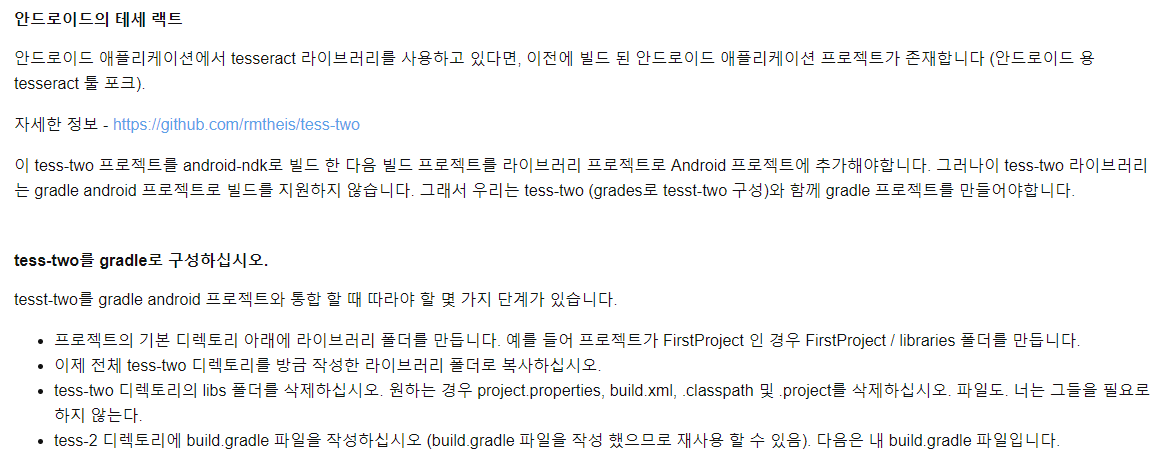 안드로이드의 테세 랙트
안드로이드 애플리케이션에서 tesseract 라이브러리를 사용하고 있다면, 이전에 빌드 된 안드로이드 애플리케이션 프로젝트가 존재합니다 (안드로이드 용
tesseract 툴 포크).
자세한 정보 - https://github.com/rmtheis/tess-two
이 tess-two 프로젝트를 android-ndk로 빌드 한 다음 빌드 프로젝트를 라이브러리 프로젝트로 Android 프로젝트에 추가해야합니다. 그러나이 tess-two 라이브러리
는 gradle android 프로젝트로 빌드를 지원하지 않습니다. 그래서 우리는 tess-two (grades로 tesst-two 구성)와 함께 gradle 프로젝트를 만들어야합니다.
tess-two를 gradle로 구성하십시오.
tesst-two를 gradle android 프로젝트와 통합 할 때 따라야 할 몇 가지 단계가 있습니다.
• 프로젝트의 기본 디렉토리 아래에 라이브러리 폴더를 만듭니다. 예를 들어 프로젝트가 FirstProject 인 경우 FirstProject / libraries 폴더를 만듭니다.
• 이제 전체 tess-two 디렉토리를 방금 작성한 라이브러리 폴더로 복사하십시오.
• tess-two 디렉토리의 libs 폴더를 삭제하십시오. 원하는 경우 project.properties, build.xml, .classpath 및 .project를 삭제하십시오. 파일도. 너는 그들을 필요로
하지 않는다.
• tess-2 디렉토리에 build.gradle 파일을 작성하십시오 (build.gradle 파일을 작성 했으므로 재사용 할 수 있음). 다음은 내 build.gradle 파일입니다.